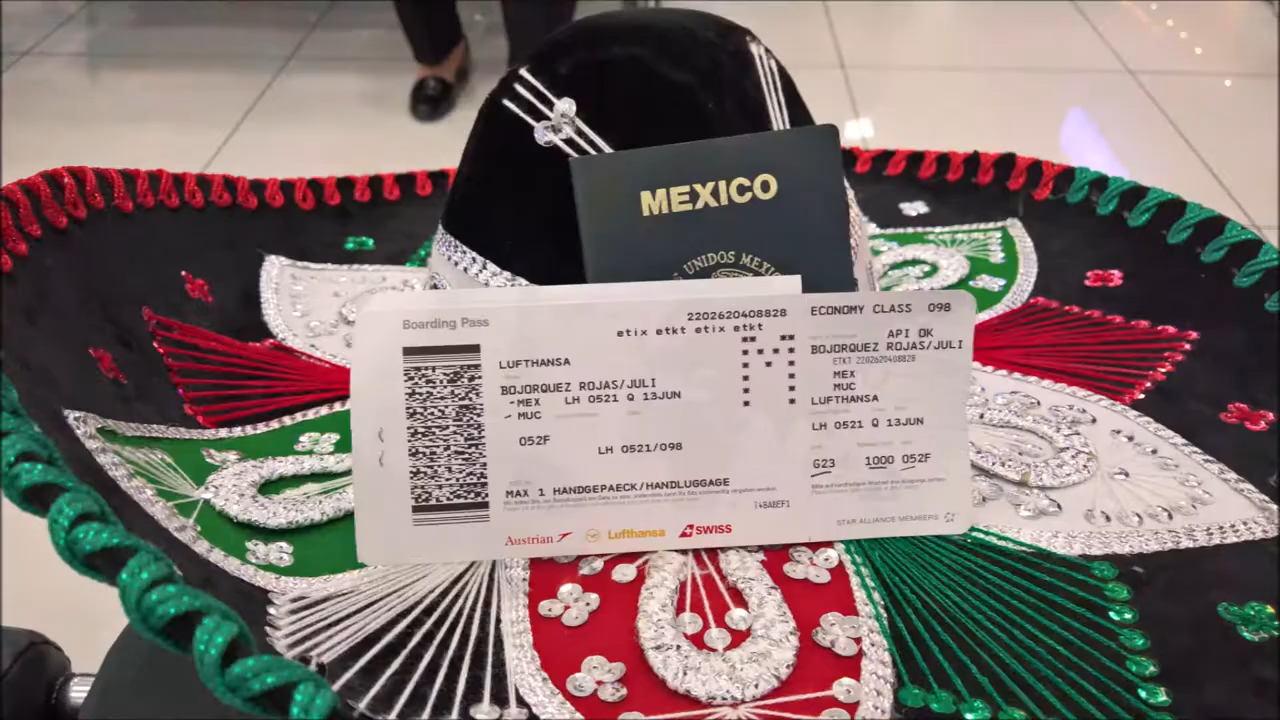 MEXICO
UNIDOS MEXIC
Boarding Pass
2202620408828
etix etkt etix etkt
LUFTHANSA
BOJORQUEZ ROJAS/JULI
-MEX LH 0521 Q 13JUN
- MUC
052F
LH 0521/098
MAX 1 HANDGEPAECK/HANDLUGGAGE
Austrian Lufthansa SWISS
ECONOMY CLASS 098
API OK
BOJORQUEZ ROJAS/JULI
ETKT 2202620408828
MEX
MUC
LUFTHANSA
LH 0521 Q 13JUN
G23 1000 052F
STAR ALLIANCE MEMBERS